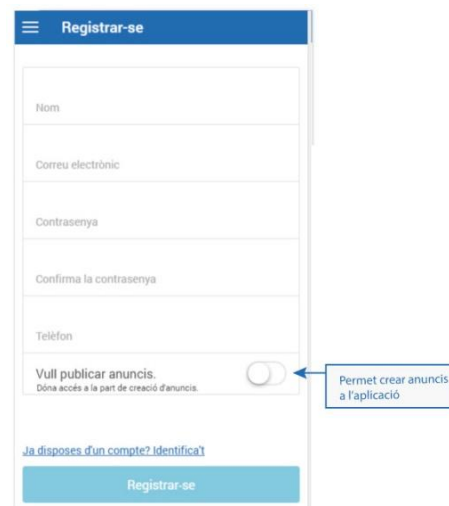 Registrar-se
Nom
Correu electrònic
Contrasenya
Confirma la contrasenya
Telèfon
Vull publicar anuncis.
Dóna accés a la part de creació d'anuncis.
Permet crear anuncis
a l'aplicació
Ja disposes d'un compte? Identifica't
Registrar-se